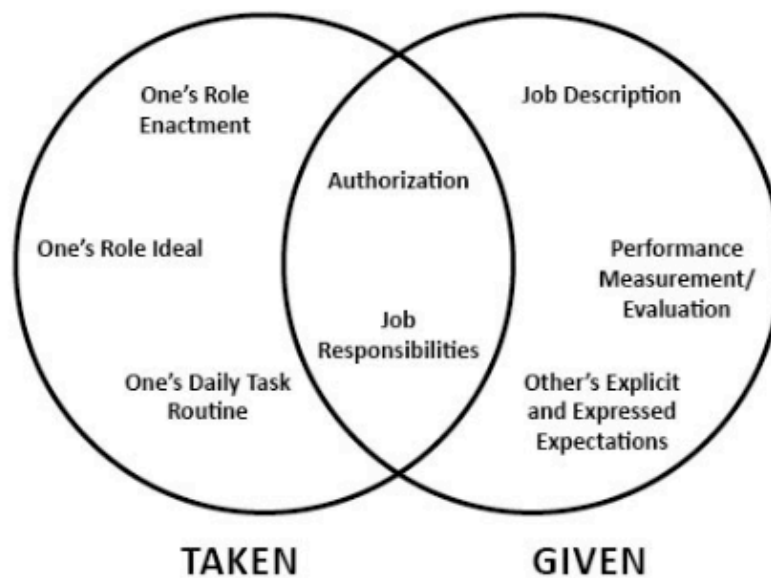 One's Role
Enactment
Job Description
Authorization
One's Role Ideal
Performance
Measurement/
Evaluation
Job
Responsibilities
One's Daily Task
Routine
Other's Explicit
and Expressed
Expectations
TAKEN
GIVEN